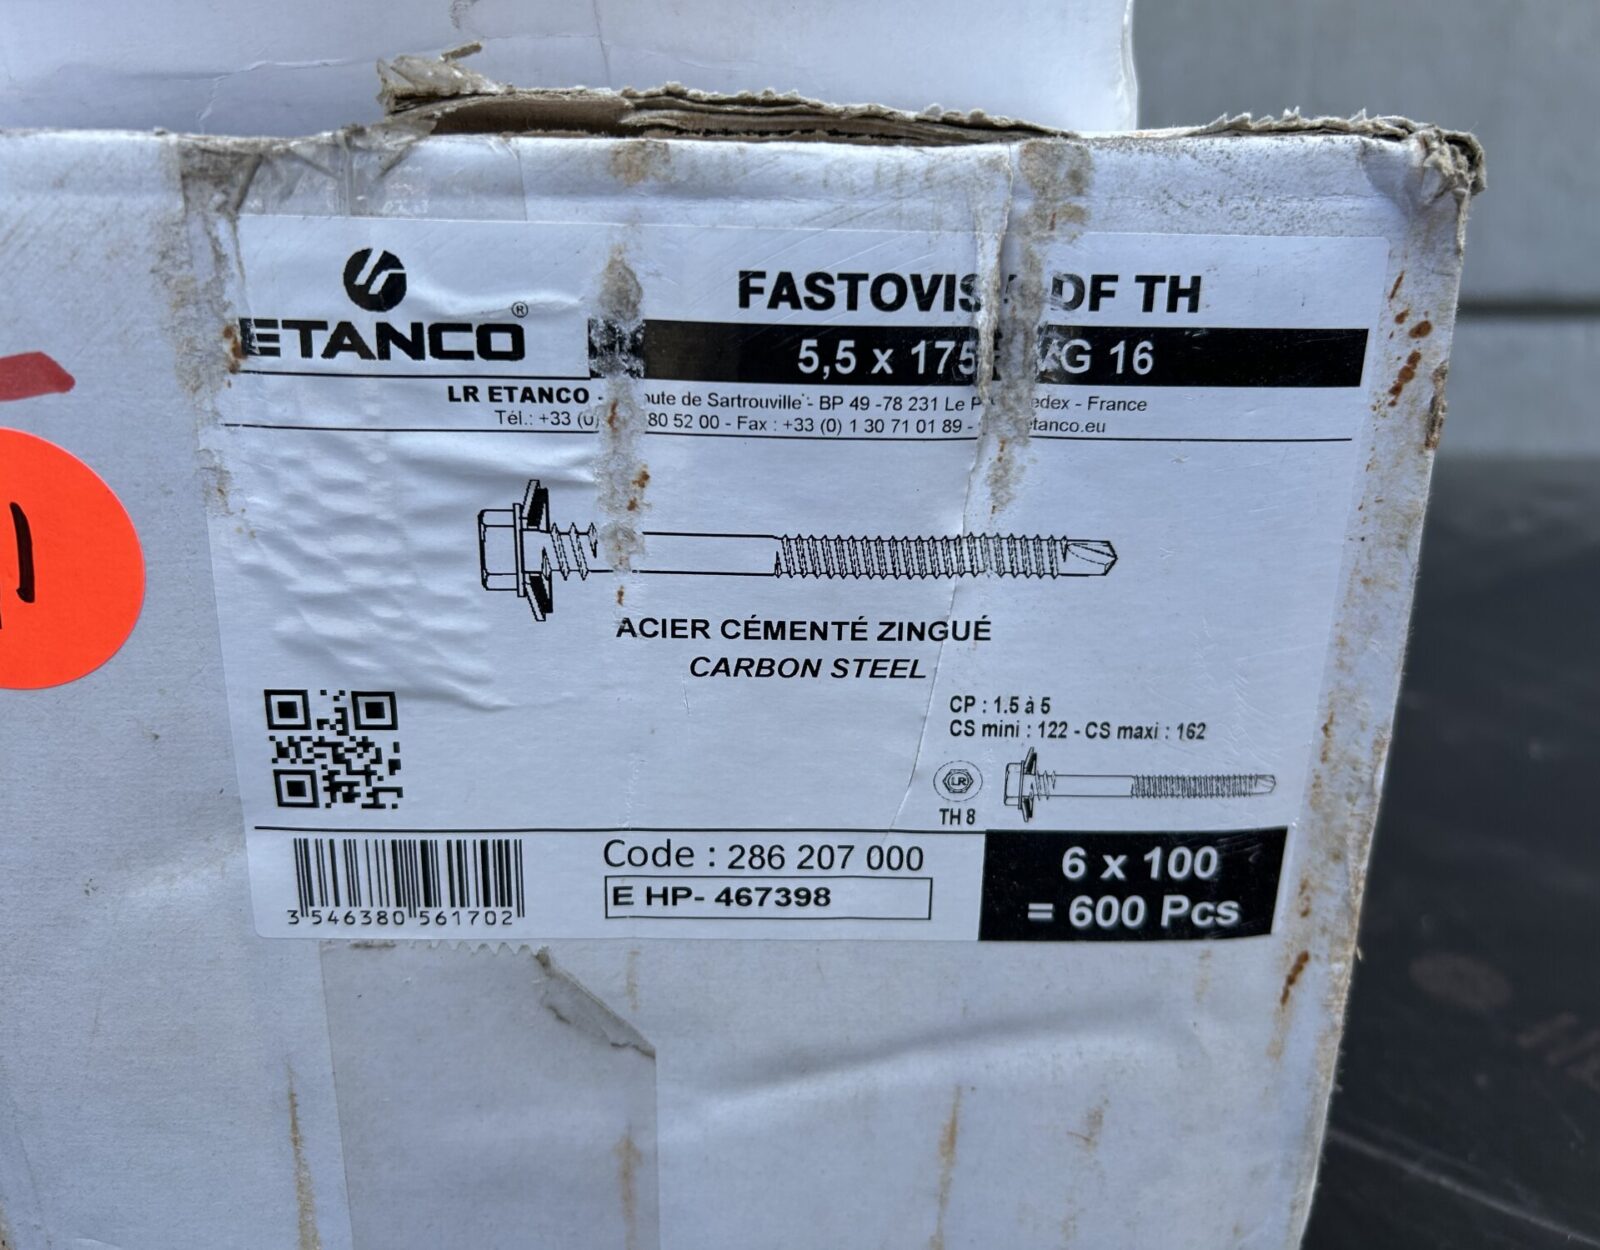 ETANCO®
FASTOVIS DF TH
5,5 x 175 VG 16
LR ETANCO - route de Sartrouville - BP 49 -78 231 Le P edex - France
Tél.: +33 (0) 80 52 00 - Fax : +33 (0) 1 30 71 01 89 - etanco.eu
ACIER CÉMENTÉ ZINGUÉ
CARBON STEEL
CP : 1.5 à 5
CS mini : 122 - CS maxi : 162
LR
TH 8
Code : 286 207 000
E HP- 467398
6 x 100
= 600 Pcs
3 546380 561702